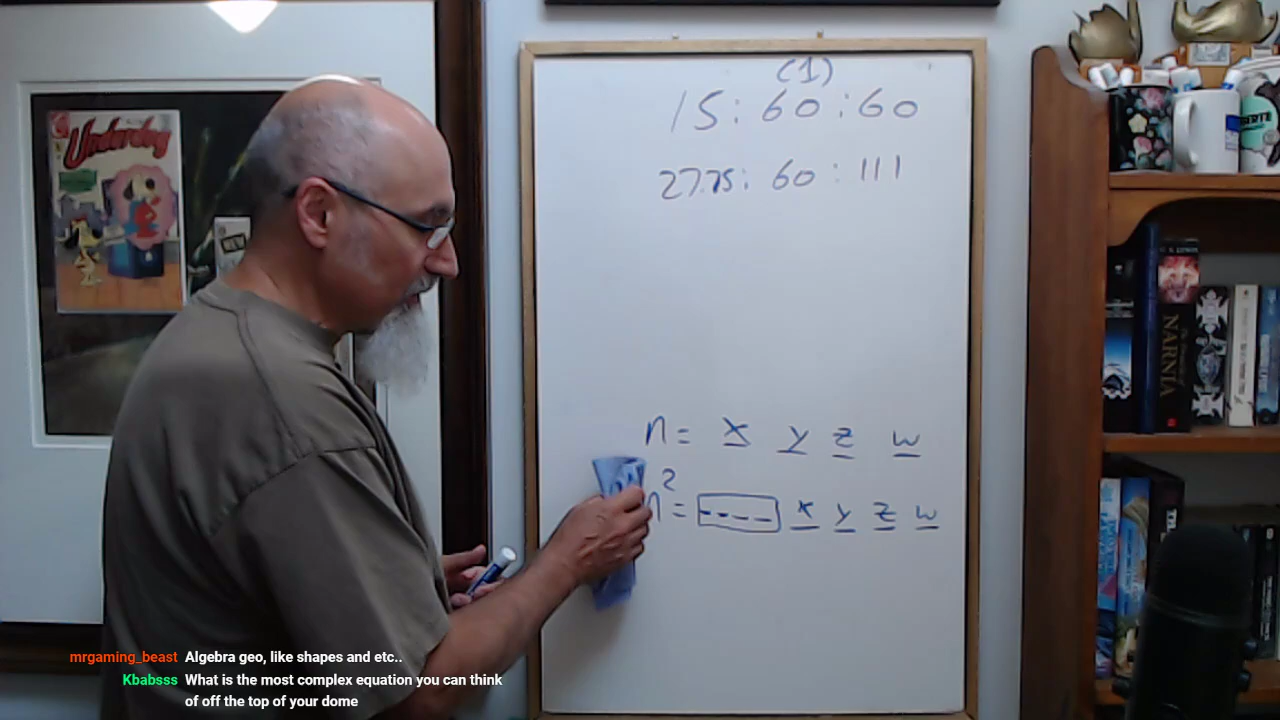 (1)
15 : 60 : 60
27.75 : 60 : 111
n = x y z w
n² = ---- x y z w
Underdog
NEW
NARNIA
mrgaming_beast Algebra geo, like shapes and etc..
Kbabsss What is the most complex equation you can think
of off the top of your dome